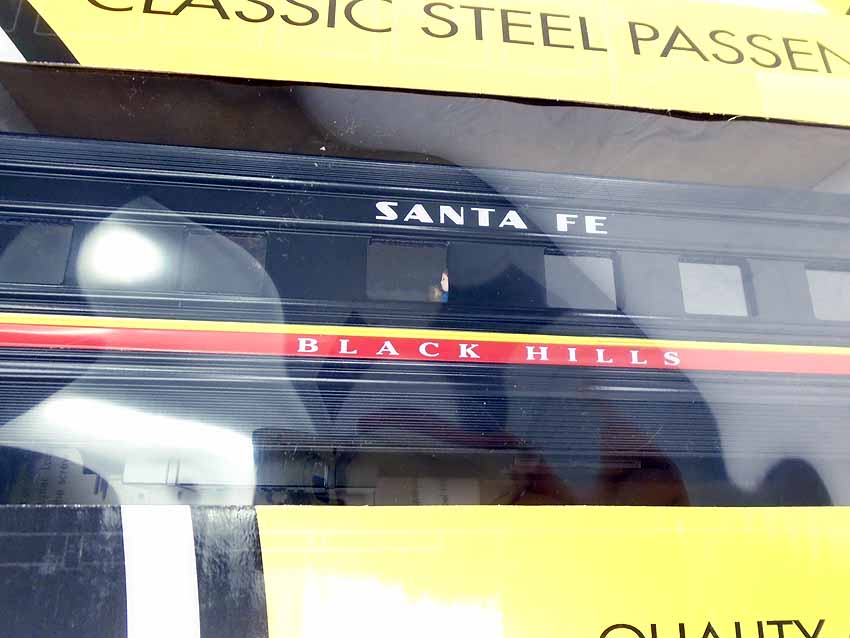 CLASSIC STEEL PASSEN
SANTA FE
BLACK HILLS
QUALITY